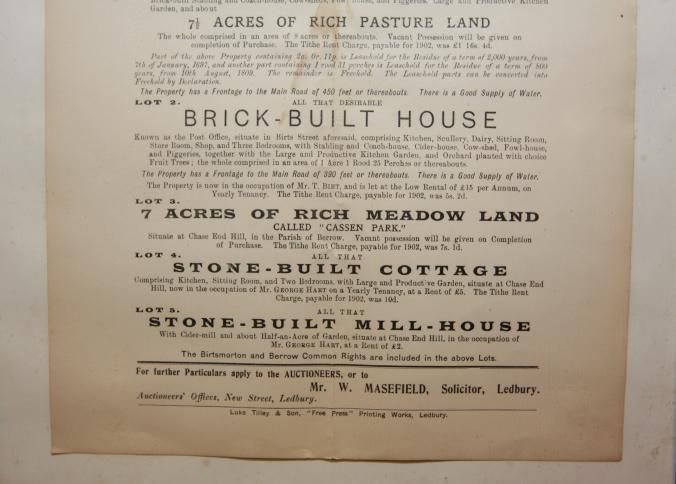 Brick-built Stabling and Coach-house, Cow-sheds, Fowl-house, and Piggeries. Large and Productive Kitchen
Garden, and about
7½ ACRES OF RICH PASTURE LAND
The whole comprised in an area of 8 acres or thereabouts. Vacant Possession will be given on
completion of Purchase. The Tithe Rent Charge, payable for 1902, was £1 16s. 4d.
Part of the above Property containing 2a. 0r. 11p. is Leasehold for the Residue of a term of 2,000 years, from
7th of January, 1697, and another part containing 1 rood 31 perches is Leasehold for the Residue of a term of 800
years, from 10th August, 1809. The remainder is Freehold. The Leasehold parts can be converted into
Freehold by Declaration.
The Property has a Frontage to the Main Road of 450 feet or thereabouts. There is a Good Supply of Water.
LOT 2. ALL THAT DESIRABLE
BRICK-BUILT HOUSE
Known as the Post Office, situate in Birts Street aforesaid, comprising Kitchen, Scullery, Dairy, Sitting Room,
Store Room, Shop, and Three Bedrooms, with Stabling and Coach-house, Cider-house, Cow-shed, Fowl-house,
and Piggeries, together with the Large and Productive Kitchen Garden, and Orchard planted with choice
Fruit Trees; the whole comprised in an area of 1 Acre 1 Rood 25 Perches or thereabouts.
The Property has a Frontage to the Main Road of 390 feet or thereabouts. There is a Good Supply of Water.
The Property is now in the occupation of MR. T. BIRT, and is let at the Low Rental of £15 per Annum, on
Yearly Tenancy. The Tithe Rent Charge, payable for 1902, was 5s. 2d.
LOT 3.
7 ACRES OF RICH MEADOW LAND
CALLED "CASSEN PARK."
Situate at Chase End Hill, in the Parish of Berrow. Vacant possession will be given on Completion
of Purchase. The Tithe Rent Charge, payable for 1902, was 7s. 1d.
LOT 4. ALL THAT
STONE-BUILT COTTAGE
Comprising Kitchen, Sitting Room, and Two Bedrooms, with Large and Productive Garden, situate at Chase End
Hill, now in the occupation of MR. GEORGE HART on a Yearly Tenancy, at a Rent of £5. The Tithe Rent
Charge, payable for 1902, was 10d.
LOT 5. ALL THAT
STONE-BUILT MILL-HOUSE
With Cider-mill and about Half-an-Acre of Garden, situate at Chase End Hill, in the occupation of
MR. GEORGE HART, at a Rent of £2.
The Birtsmorton and Berrow Common Rights are included in the above Lots.
For further Particulars apply to the AUCTIONEERS, or to
Mr. W. MASEFIELD, Solicitor, Ledbury.
Auctioneers' Offices, New Street, Ledbury.
Luke Tilley & Son, "Free Press" Printing Works, Ledbury.